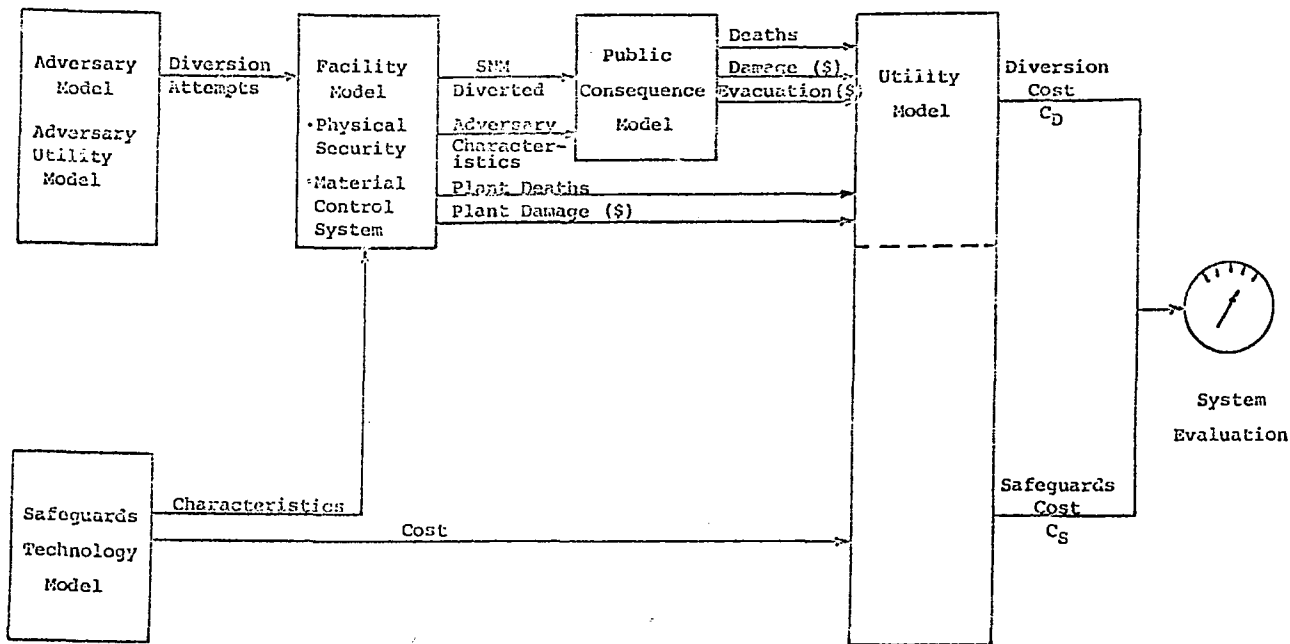 Adversary
Model
Adversary
Utility
Model
Diversion
Attempts
Facility
Model
•Physical
Security
•Material
Control
System
SNM
Diverted
Adversary
Character-
istics
Plant Deaths
Plant Damage ($)
Public
Consequence
Model
Deaths
Damage ($)
Evacuation($)
Utility
Model
Diversion
Cost
C_D
System
Evaluation
Safeguards
Technology
Model
Characteristics
Cost
Safeguards
Cost
C_S